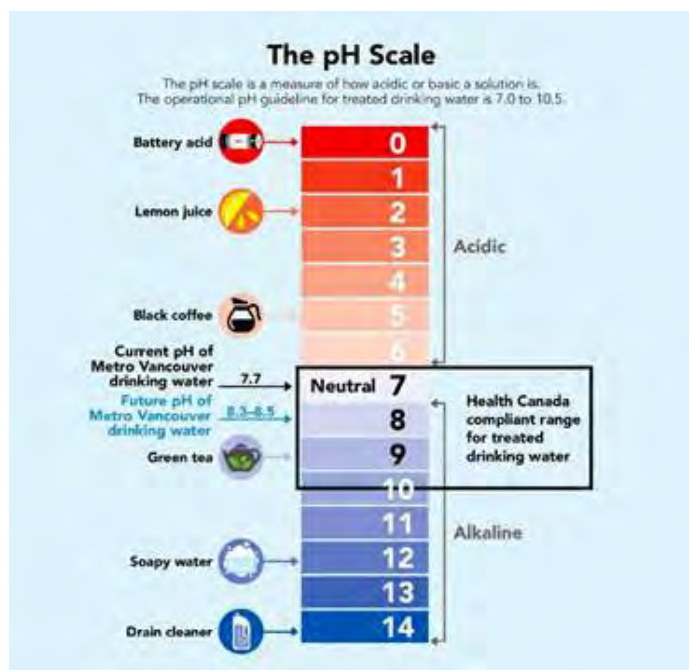 The pH Scale
The pH scale is a measure of how acidic or basic a solution is.
The operational pH guideline for treated drinking water is 7.0 to 10.5.
Battery acid
0
1
Lemon juice
2
3
Acidic
4
Black coffee
5
6
Current pH of
Metro Vancouver
drinking water
7.7
Neutral 7
Future pH of
Metro Vancouver
drinking water
8.3–8.5
8
Health Canada
compliant range
for treated
drinking water
Green tea
9
10
11
Alkaline
Soapy water
12
13
Drain cleaner
14